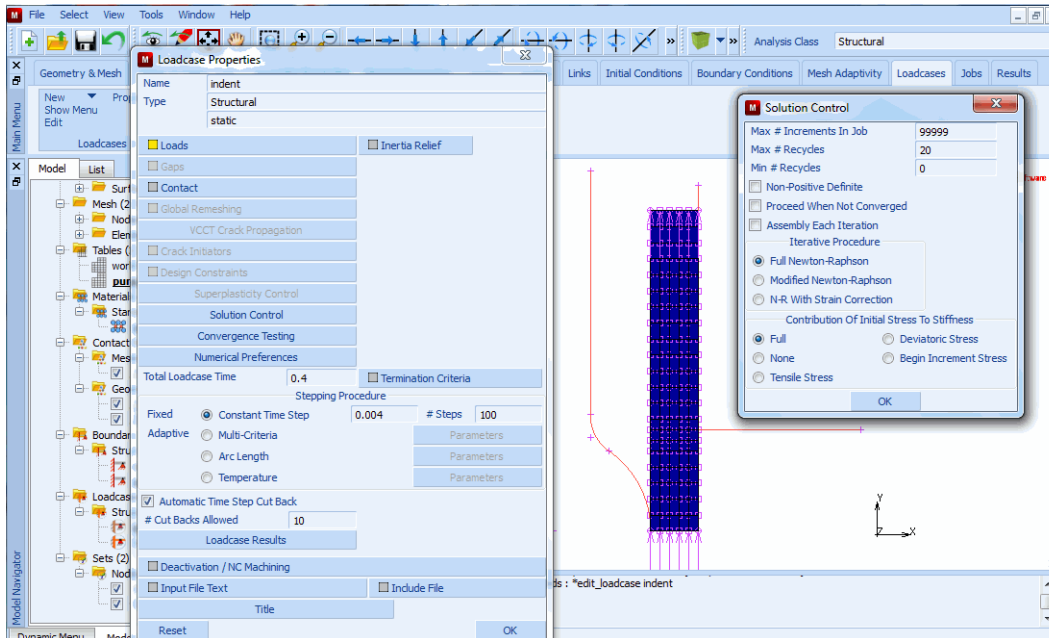 File Select View Tools Window Help
Analysis Class Structural
Geometry & Mesh
Links Initial Conditions Boundary Conditions Mesh Adaptivity Loadcases Jobs Results
New
Show Menu
Edit
Loadcases
Main Menu
Model List
Mesh (2
Tables (
Material
Contact
Sets (2)
Model Navigator
Dynamic Menu
Loadcase Properties
Name indent
Type Structural
static
Loads Inertia Relief
Gaps
Contact
Global Remeshing
VCCT Crack Propagation
Crack Initiators
Design Constraints
Superplasticity Control
Solution Control
Convergence Testing
Numerical Preferences
Total Loadcase Time 0.4 Termination Criteria
Stepping Procedure
Fixed Constant Time Step 0.004 # Steps 100
Adaptive Multi-Criteria Parameters
Arc Length Parameters
Temperature Parameters
Automatic Time Step Cut Back
# Cut Backs Allowed 10
Loadcase Results
Deactivation / NC Machining
Input File Text Include File
Title
Reset OK
Solution Control
Max # Increments In Job 99999
Max # Recycles 20
Min # Recycles 0
Non-Positive Definite
Proceed When Not Converged
Assembly Each Iteration
Iterative Procedure
Full Newton-Raphson
Modified Newton-Raphson
N-R With Strain Correction
Contribution Of Initial Stress To Stiffness
Full Deviatoric Stress
None Begin Increment Stress
Tensile Stress
OK
Y
Z X
ds : *edit_loadcase indent